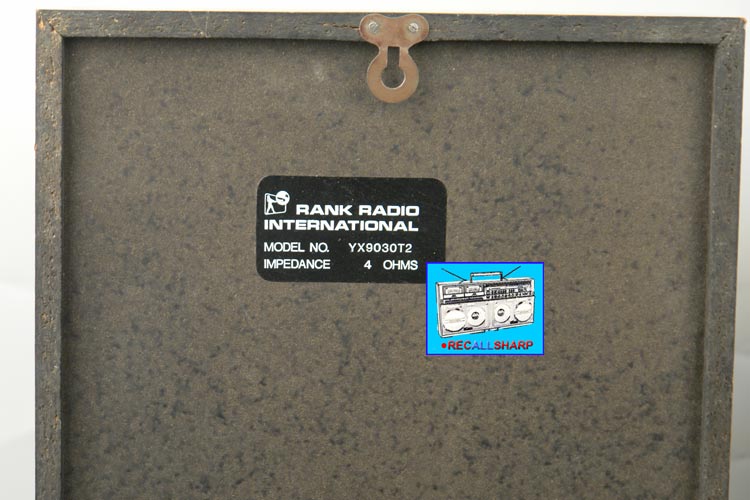 RANK RADIO
INTERNATIONAL
MODEL NO. YX9030T2
IMPEDANCE 4 OHMS
•RECALLSHARP